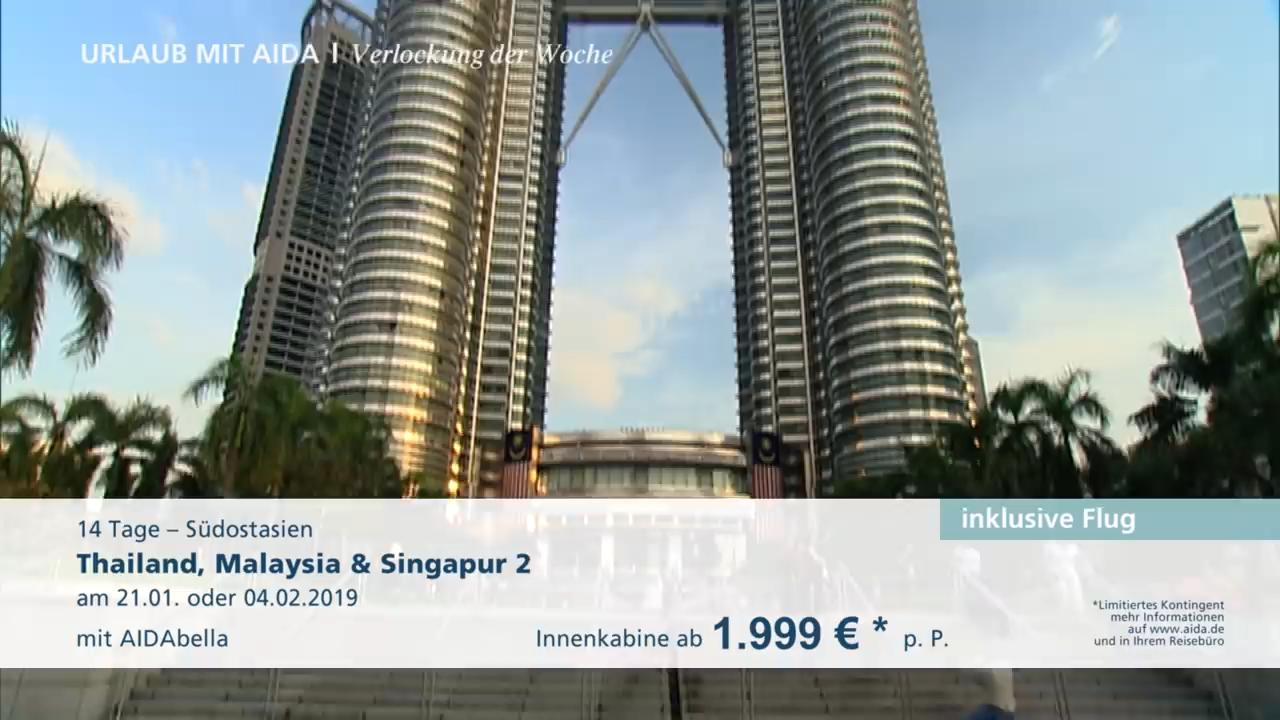 URLAUB MIT AIDA | Verlockung der Woche
inklusive Flug
14 Tage – Südostasien
Thailand, Malaysia & Singapur 2
am 21.01. oder 04.02.2019
mit AIDAbella
Innenkabine ab 1.999 € * p. P.
*Limitiertes Kontingent
mehr Informationen
auf www.aida.de
und in Ihrem Reisebüro